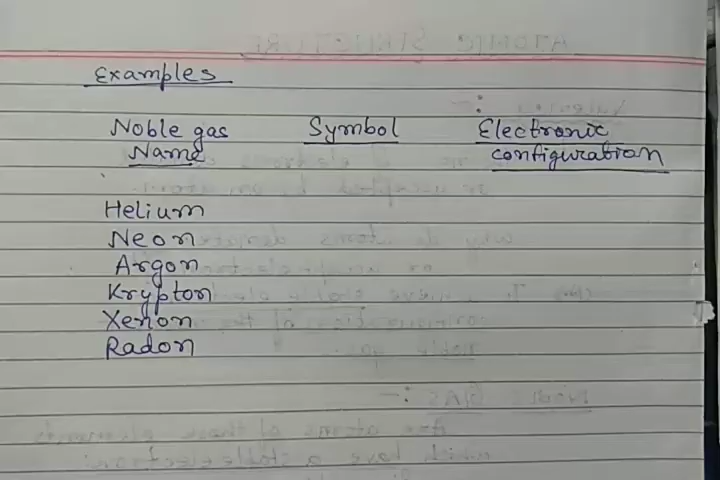 Examples
Noble gas Symbol Electronic
Name configuration
Helium
Neon
Argon
Krypton
Xenon
Radon